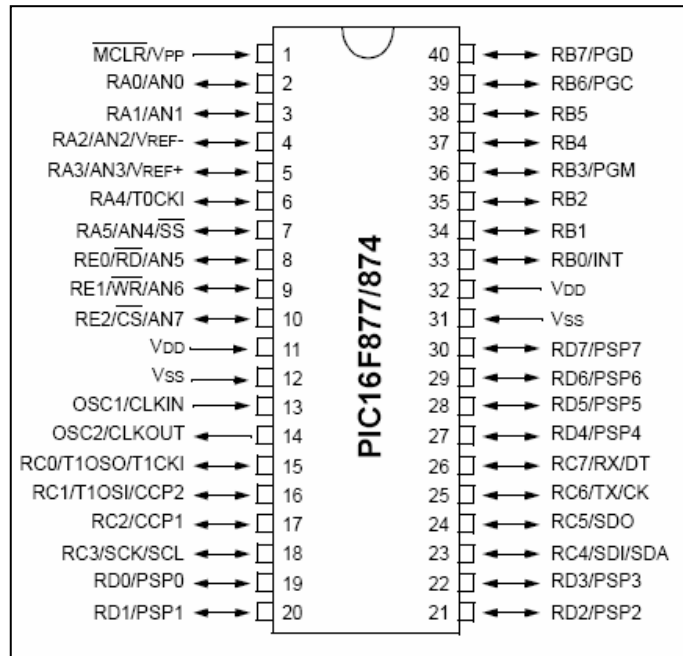 MCLR/VPP 1 40 RB7/PGD
RA0/AN0 2 39 RB6/PGC
RA1/AN1 3 38 RB5
RA2/AN2/VREF- 4 37 RB4
RA3/AN3/VREF+ 5 36 RB3/PGM
RA4/T0CKI 6 35 RB2
RA5/AN4/SS 7 34 RB1
RE0/RD/AN5 8 33 RB0/INT
RE1/WR/AN6 9 32 VDD
RE2/CS/AN7 10 31 VSS
VDD 11 30 RD7/PSP7
VSS 12 29 RD6/PSP6
OSC1/CLKIN 13 28 RD5/PSP5
OSC2/CLKOUT 14 27 RD4/PSP4
RC0/T1OSO/T1CKI 15 26 RC7/RX/DT
RC1/T1OSI/CCP2 16 25 RC6/TX/CK
RC2/CCP1 17 24 RC5/SDO
RC3/SCK/SCL 18 23 RC4/SDI/SDA
RD0/PSP0 19 22 RD3/PSP3
RD1/PSP1 20 21 RD2/PSP2
PIC16F877/874